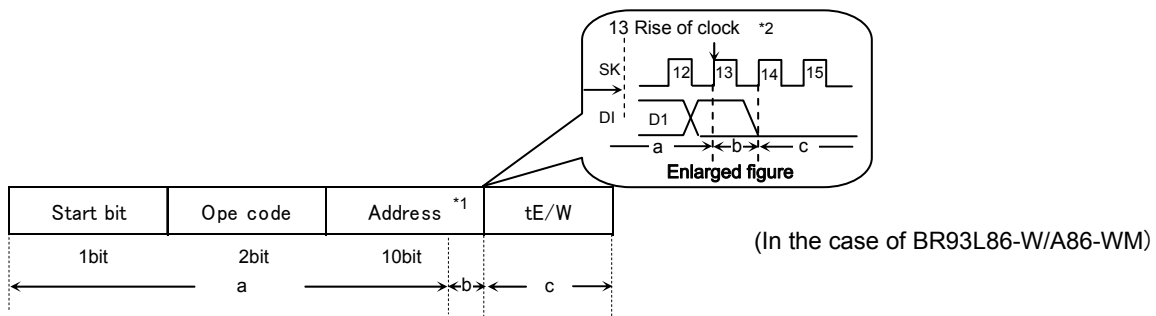 13 Rise of clock *2
SK 12 13 14 15
DI D1
a b c
Enlarged figure
Start bit Ope code Address *1 tE/W
1bit 2bit 10bit
a b c
(In the case of BR93L86-W/A86-WM)